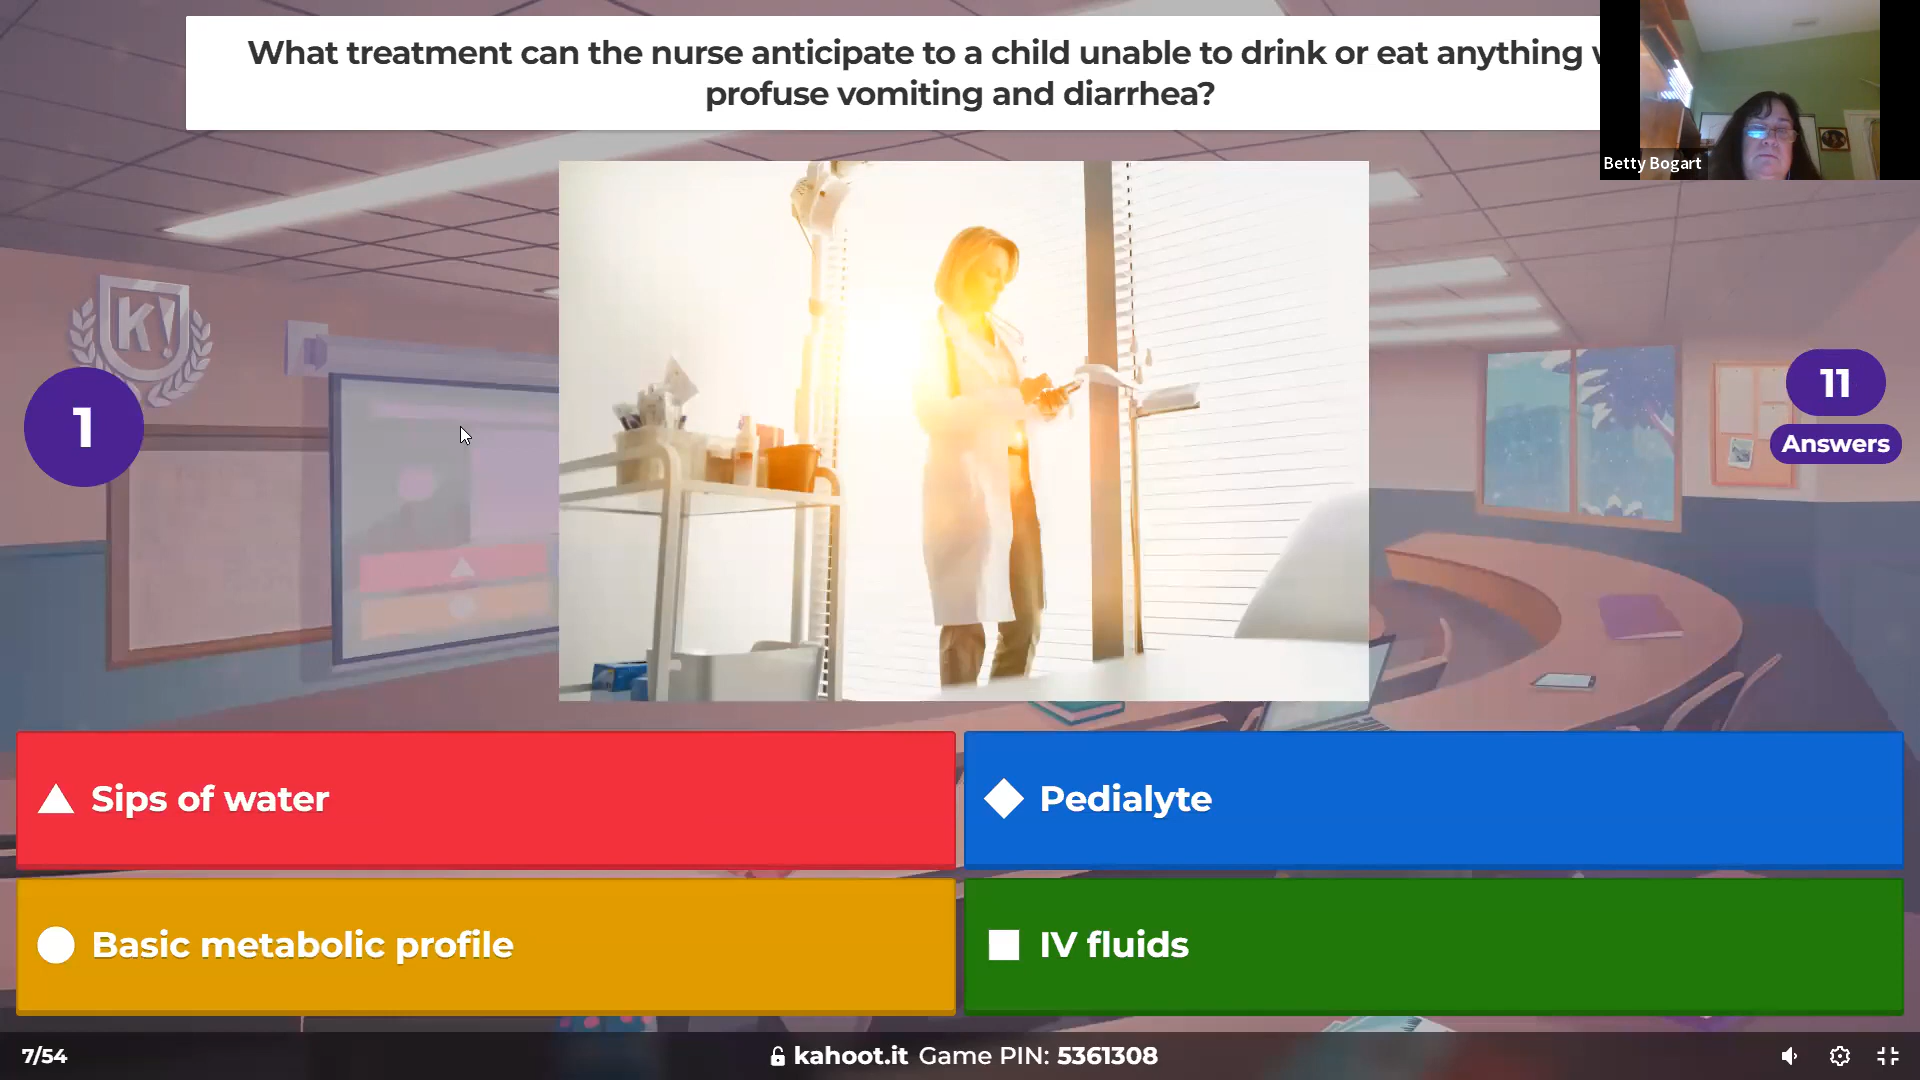 What treatment can the nurse anticipate to a child unable to drink or eat anything
profuse vomiting and diarrhea?
Betty Bogart
K!
1
11
Answers
Sips of water
Pedialyte
Basic metabolic profile
IV fluids
7/54
kahoot.it Game PIN: 5361308